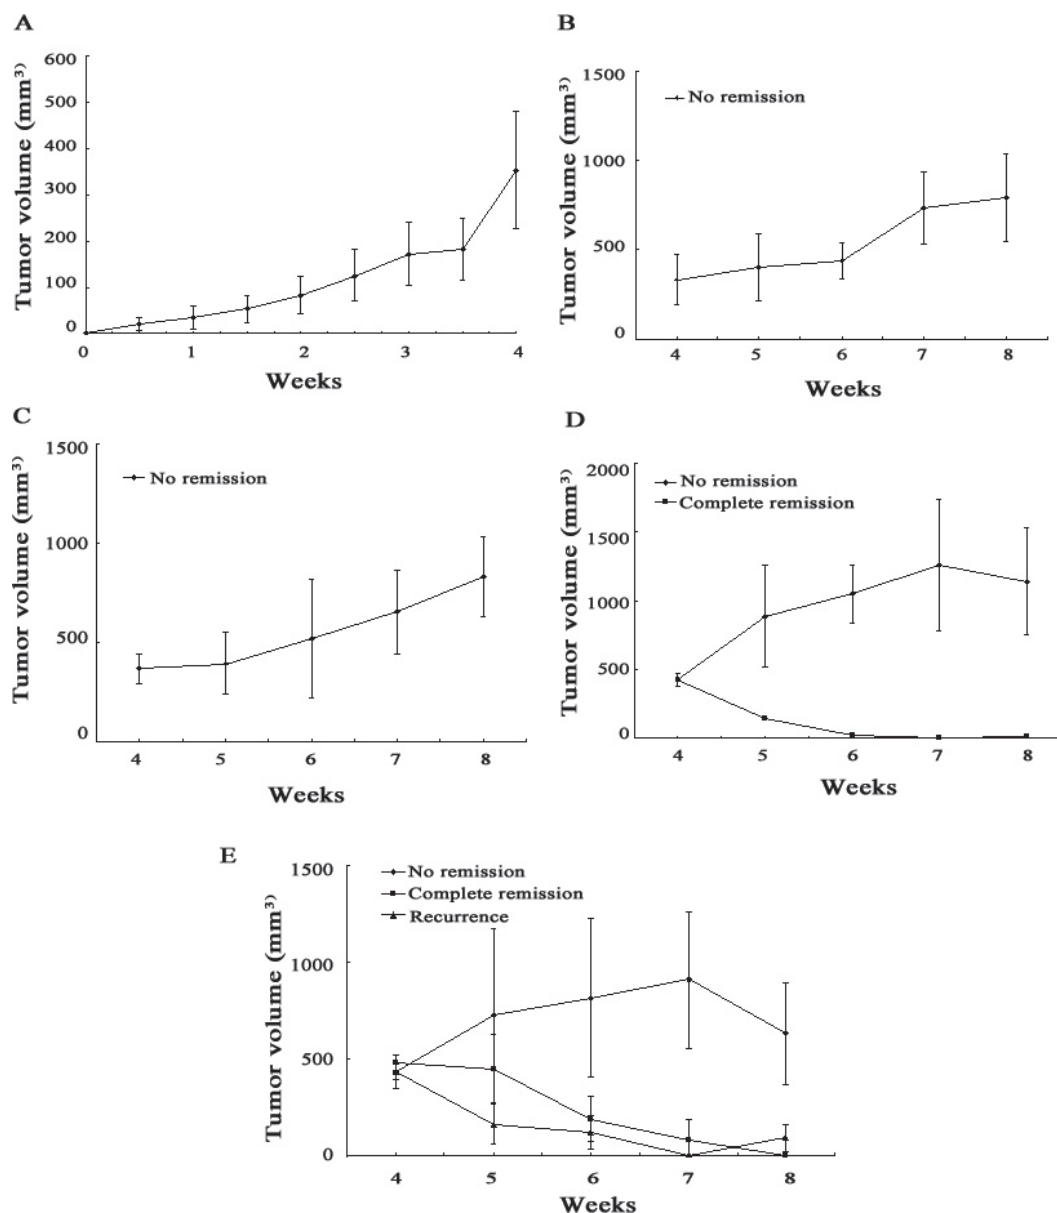 A
Tumor volume (mm³)
600
500
400
300
200
100
0
0 1 2 3 4
Weeks
B
Tumor volume (mm³)
1500
1000
500
0
No remission
4 5 6 7 8
Weeks
C
Tumor volume (mm³)
1500
1000
500
0
No remission
4 5 6 7 8
Weeks
D
Tumor volume (mm³)
2000
1500
1000
500
0
No remission
Complete remission
4 5 6 7 8
Weeks
E
Tumor volume (mm³)
1500
1000
500
0
No remission
Complete remission
Recurrence
4 5 6 7 8
Weeks